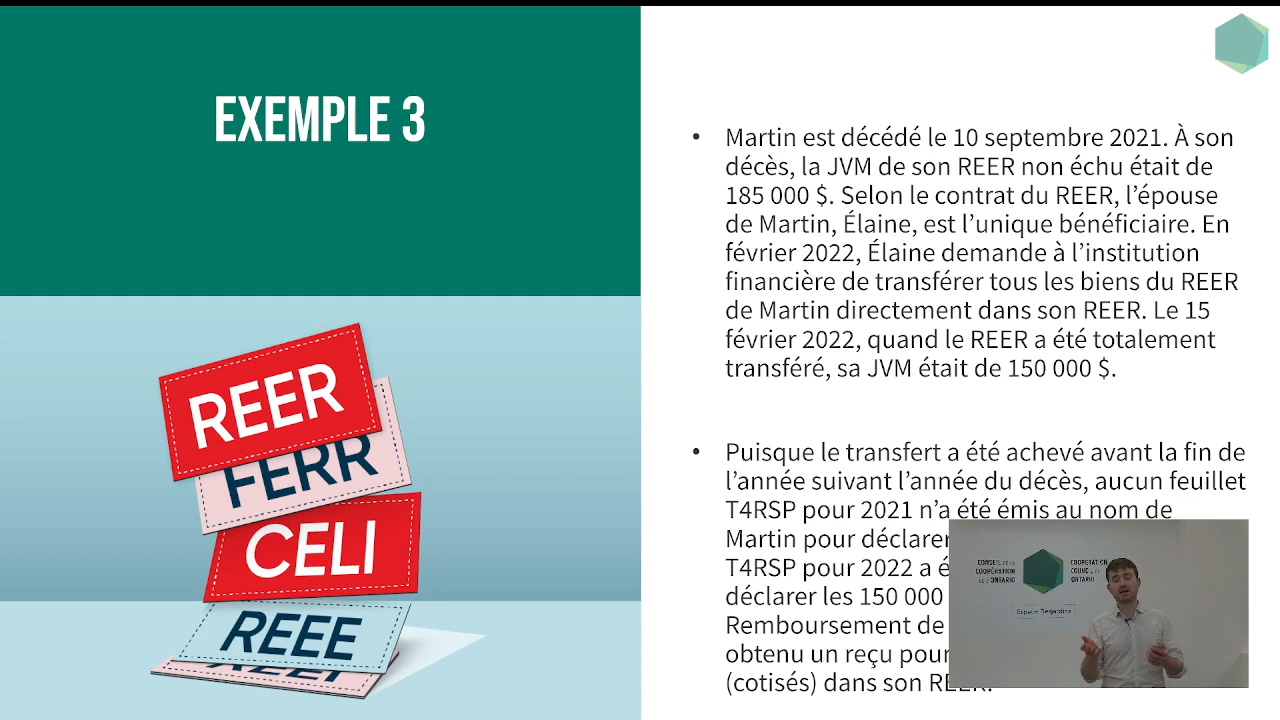 EXEMPLE 3
REER
FERR
CELI
REEE
• Martin est décédé le 10 septembre 2021. À son
décès, la JVM de son REER non échu était de
185 000 $. Selon le contrat du REER, l’épouse
de Martin, Élaine, est l’unique bénéficiaire. En
février 2022, Élaine demande à l’institution
financière de transférer tous les biens du REER
de Martin directement dans son REER. Le 15
février 2022, quand le REER a été totalement
transféré, sa JVM était de 150 000 $.
• Puisque le transfert a été achevé avant la fin de
l’année suivant l’année du décès, aucun feuillet
T4RSP pour 2021 n’a été émis au nom de
Martin pour déclarer
T4RSP pour 2022 a é
déclarer les 150 000
Remboursement de
obtenu un reçu pour
(cotisés) dans son REER.
CONSEIL DE LA
COOPÉRATION
DE L'ONTARIO
ONTARIO
Espace Desjardins